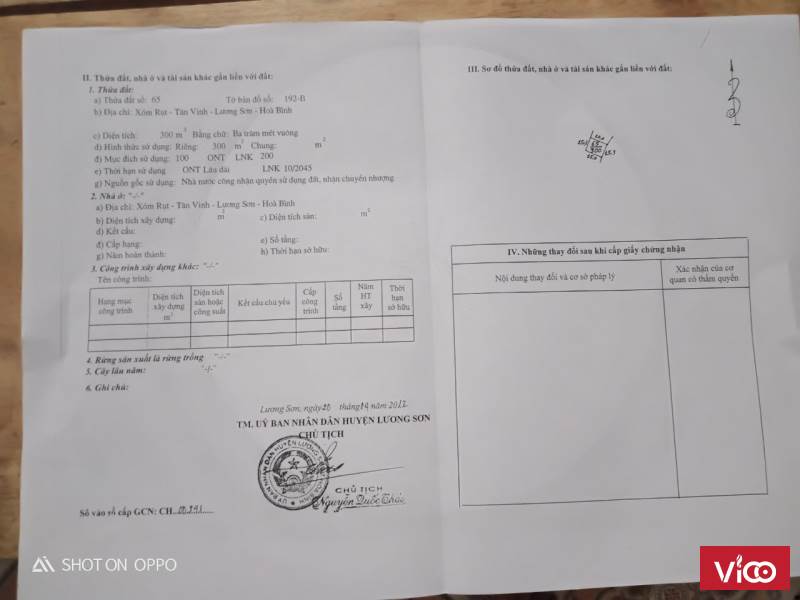 II. Thửa đất, nhà ở và tài sản khác gắn liền với đất:
1. Thửa đất:
a) Thửa đất số: 65 Tờ bản đồ số: 192-B
b) Địa chỉ: Xóm Rụt - Tân Vinh - Lương Sơn - Hoà Bình
c) Diện tích: 300 m² Bằng chữ: Ba trăm mét vuông
d) Hình thức sử dụng: Riêng: 300 m² Chung: m²
đ) Mục đích sử dụng: 100 ONT LNK 200
e) Thời hạn sử dụng ONT Lâu dài LNK 10/2045
g) Nguồn gốc sử dụng: Nhà nước công nhận quyền sử dụng đất, nhận chuyển nhượng
2. Nhà ở: "-/-"
a) Địa chỉ: Xóm Rụt - Tân Vinh - Lương Sơn - Hoà Bình
b) Diện tích xây dựng: m² c) Diện tích sàn: m²
d) Kết cấu:
đ) Cấp hạng: e) Số tầng:
g) Năm hoàn thành: h) Thời hạn sở hữu:
3. Công trình xây dựng khác: "-/-"
Tên công trình:
Hạng mục công trình
Diện tích xây dựng m²
Diện tích sàn hoặc công suất
Kết cấu chủ yếu
Cấp công trình
Số tầng
Năm HT xây
Thời hạn sở hữu
4. Rừng sản xuất là rừng trồng "-/-"
5. Cây lâu năm: "-/-"
6. Ghi chú:
Lương Sơn, ngày tháng năm
TM. UỶ BAN NHÂN DÂN HUYỆN LƯƠNG SƠN
CHỦ TỊCH
CHỦ TỊCH
Nguyễn Quốc
Số vào sổ cấp GCN: CH
III. Sơ đồ thửa đất, nhà ở và tài sản khác gắn liền với đất:
IV. Những thay đổi sau khi cấp giấy chứng nhận
Nội dung thay đổi và cơ sở pháp lý
Xác nhận của cơ quan có thẩm quyền
SHOT ON OPPO
Vicoo